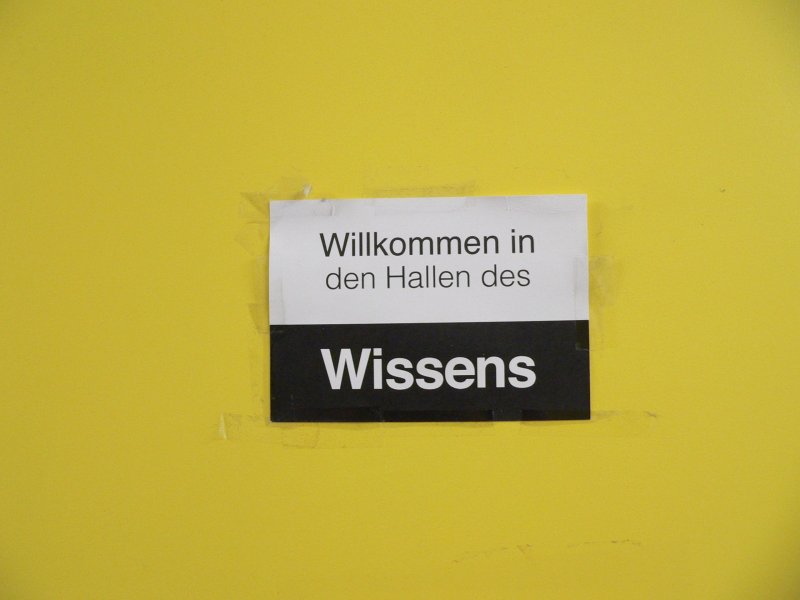 Willkommen in
den Hallen des
Wissens